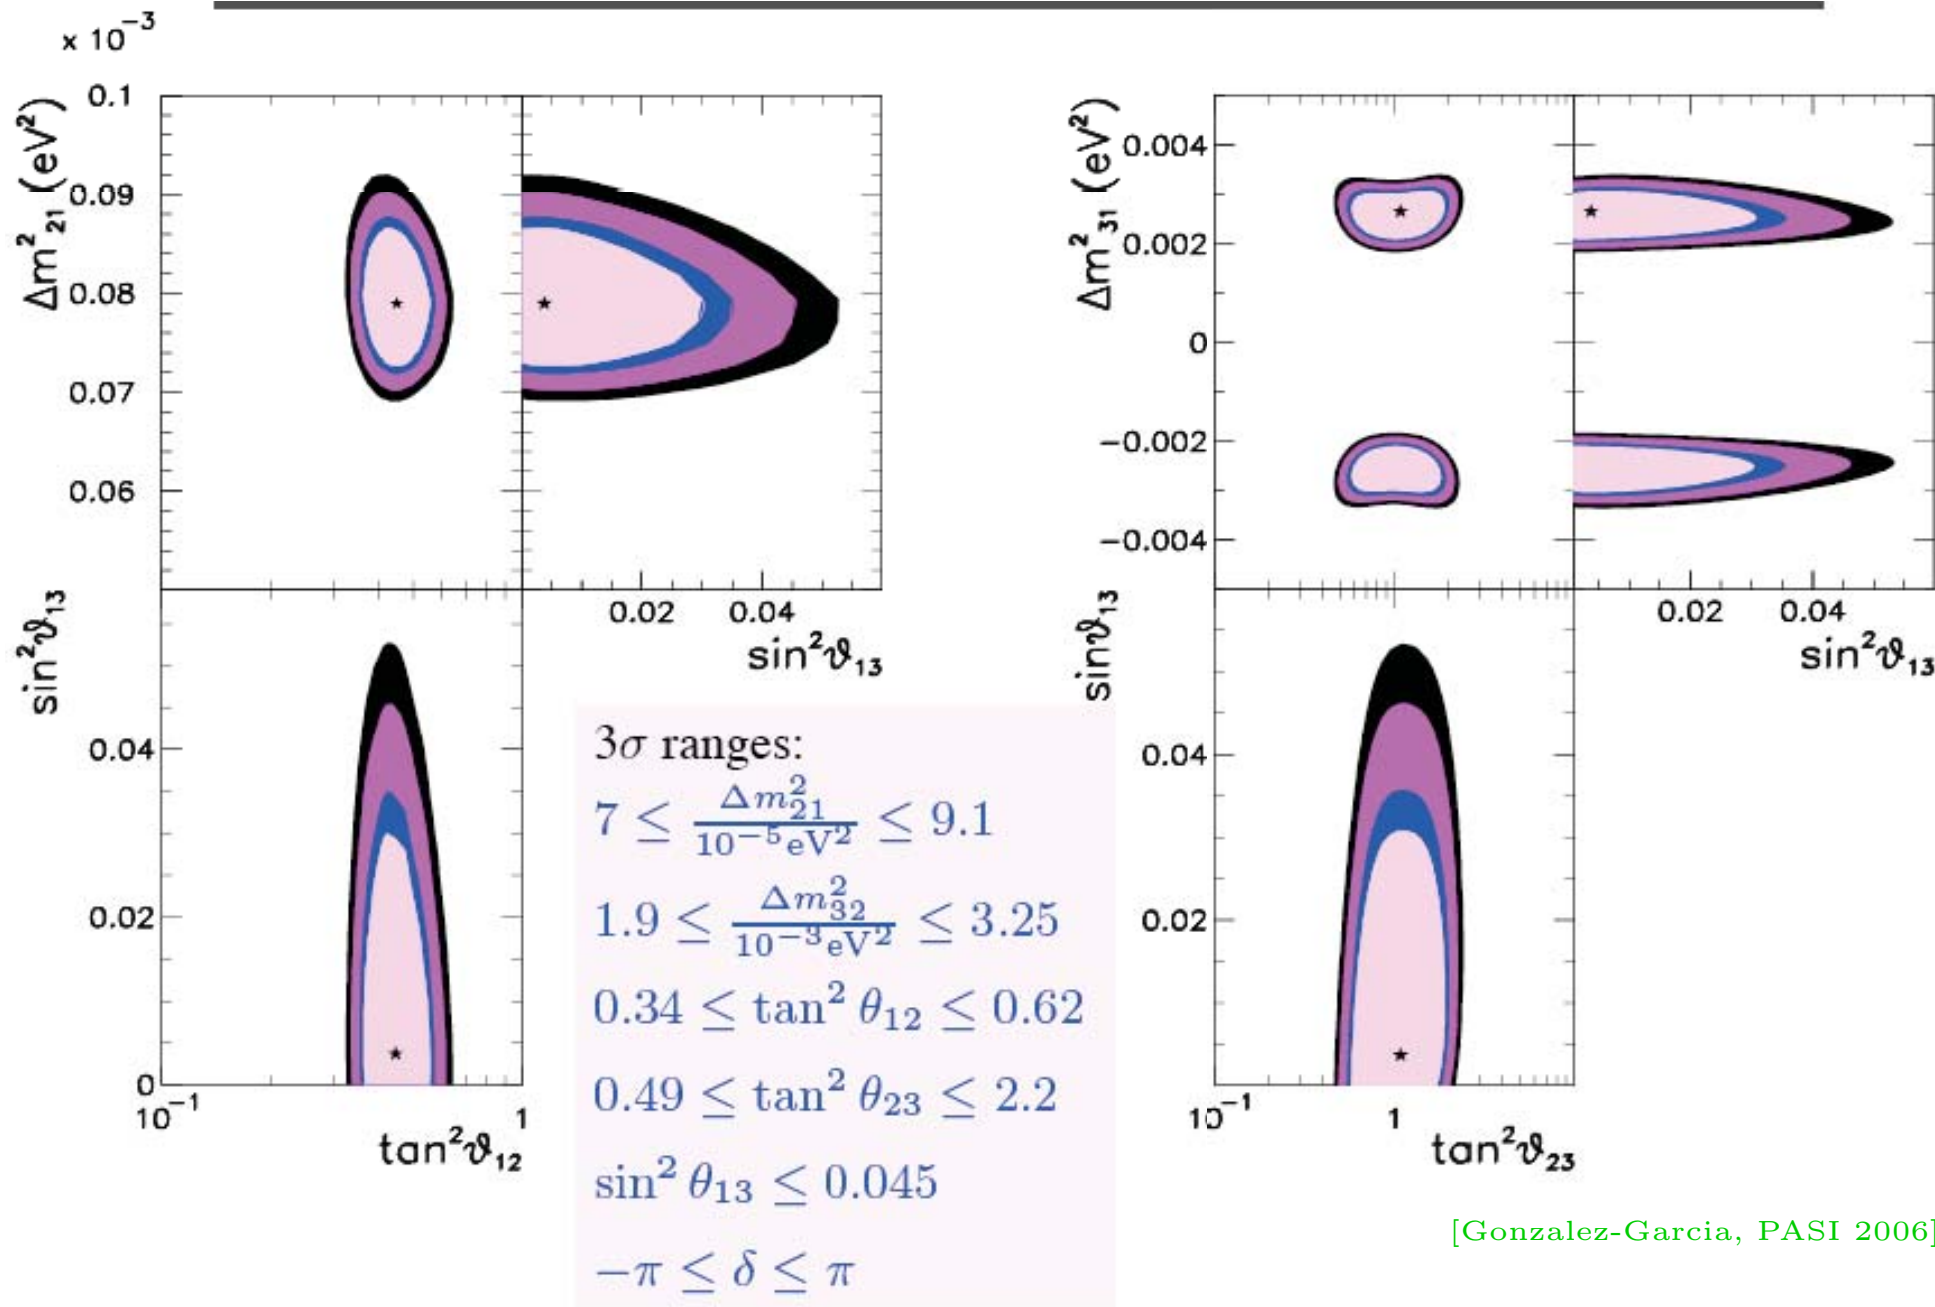 × 10⁻³
Δm²₂₁ (eV²)
0.1
0.09
0.08
0.07
0.06
0.02 0.04
sin²ϑ₁₃
sin²ϑ₁₃
0.04
0.02
0
10⁻¹ 1
tan²ϑ₁₂
3σ ranges:
7 ≤ Δm²₂₁ / 10⁻⁵eV² ≤ 9.1
1.9 ≤ Δm²₃₂ / 10⁻³eV² ≤ 3.25
0.34 ≤ tan² θ₁₂ ≤ 0.62
0.49 ≤ tan² θ₂₃ ≤ 2.2
sin² θ₁₃ ≤ 0.045
−π ≤ δ ≤ π
Δm²₃₁ (eV²)
0.004
0.002
0
−0.002
−0.004
0.02 0.04
sin²ϑ₁₃
sinϑ₁₃
0.04
0.02
10⁻¹ 1
tan²ϑ₂₃
[Gonzalez-Garcia, PASI 2006]